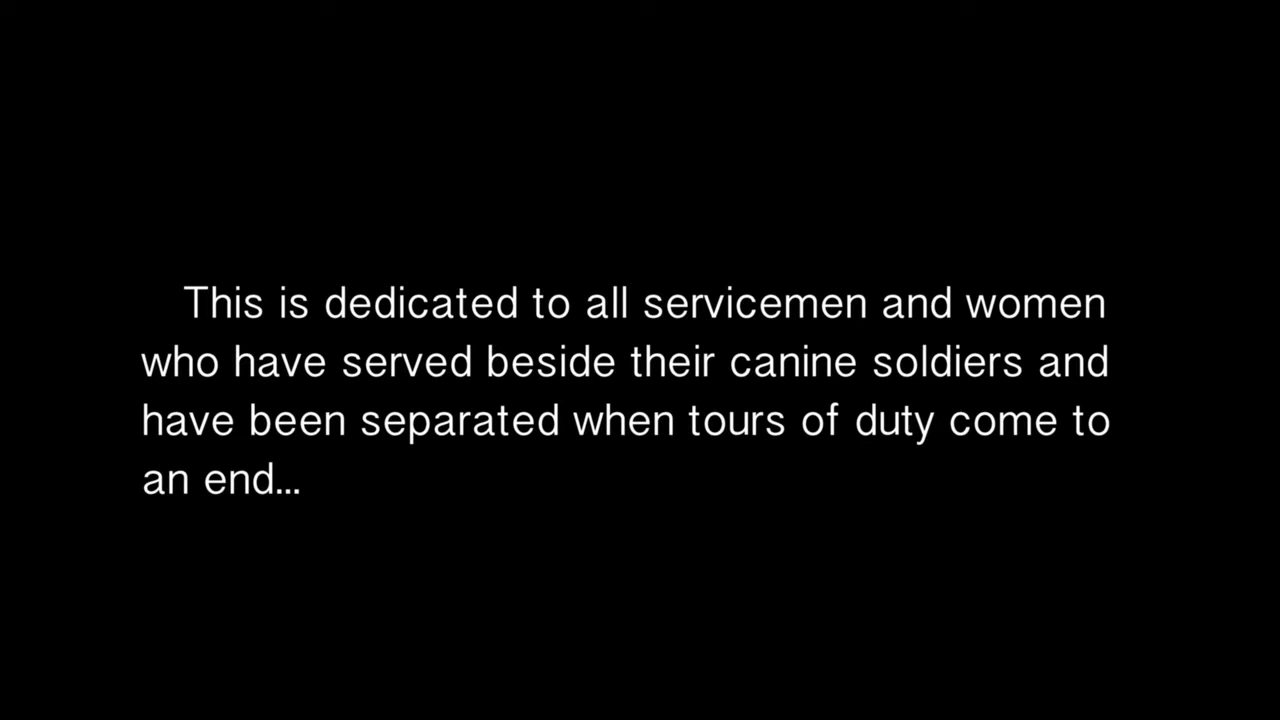 This is dedicated to all servicemen and women
who have served beside their canine soldiers and
have been separated when tours of duty come to
an end...